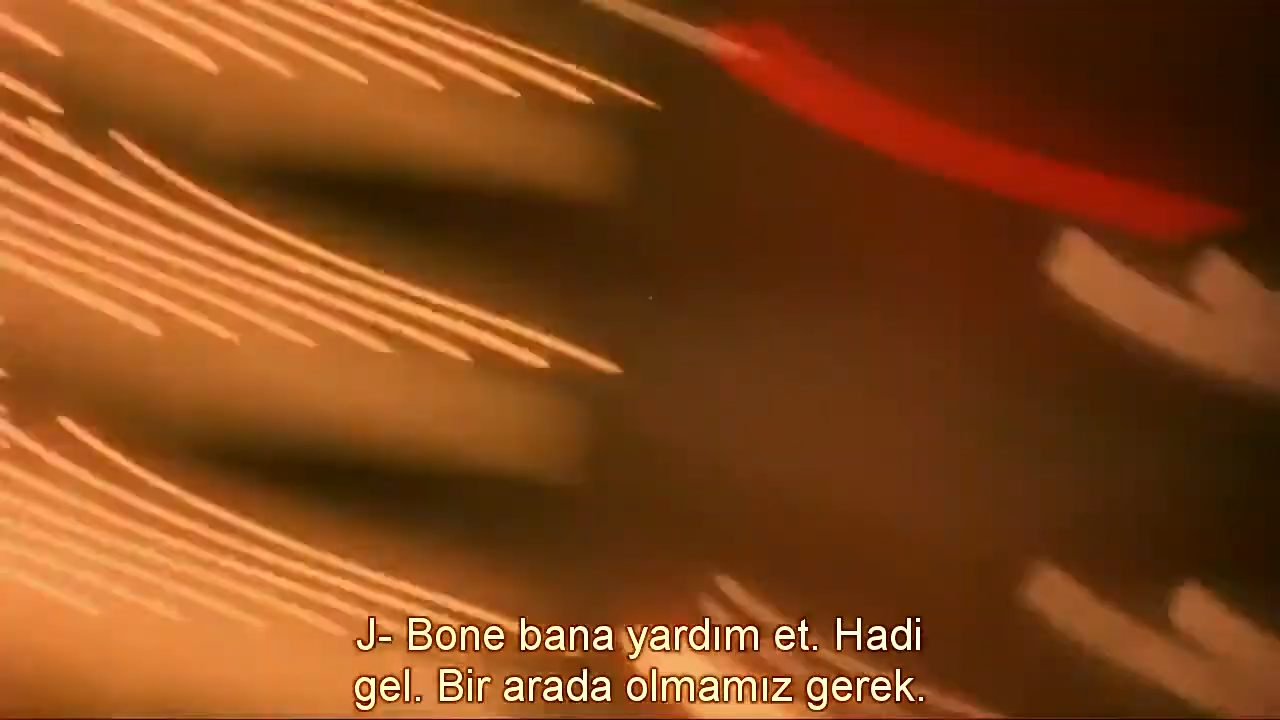 J- Bone bana yardım et. Hadi
gel. Bir arada olmamız gerek.